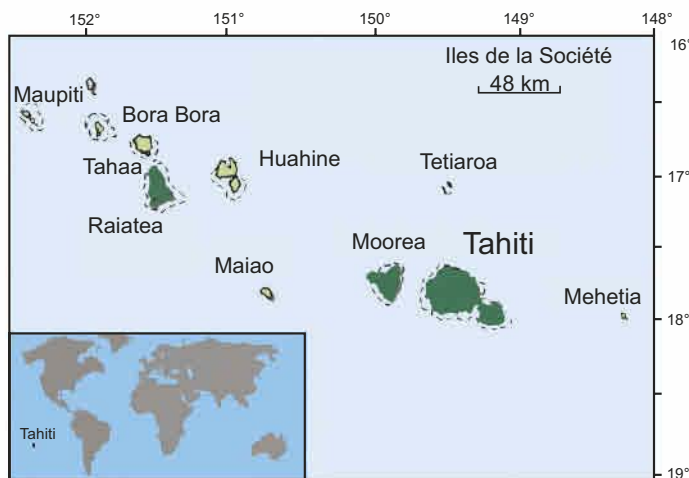 152° 151° 150° 149° 148°
16°
Iles de la Société
48 km
Maupiti
Bora Bora
Tahaa
Huahine
Tetiaroa
17°
Raiatea
Moorea
Tahiti
Maiao
Mehetia
18°
Tahiti
19°